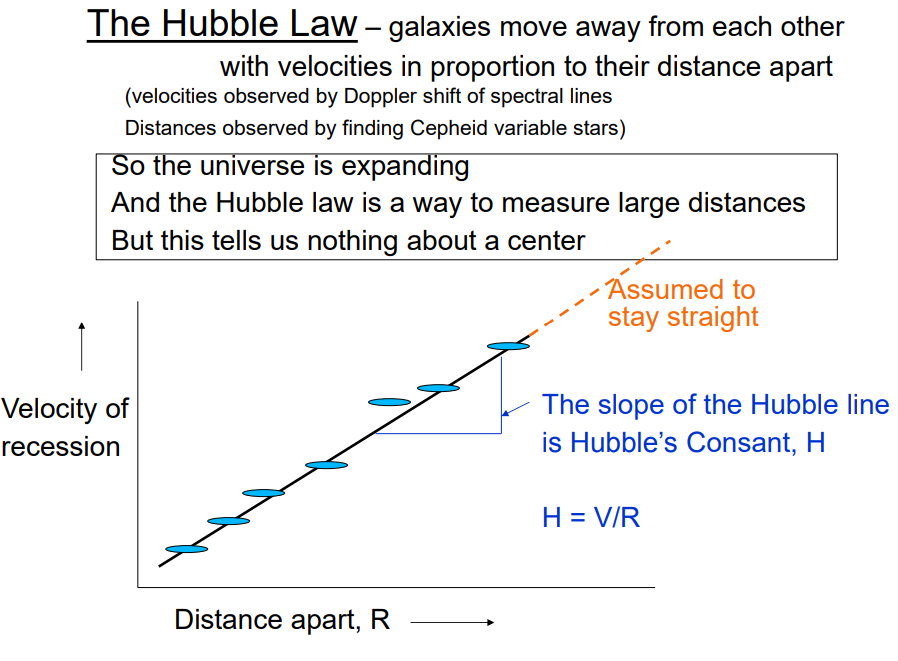 The Hubble Law – galaxies move away from each other
with velocities in proportion to their distance apart
(velocities observed by Doppler shift of spectral lines
Distances observed by finding Cepheid variable stars)
So the universe is expanding
And the Hubble law is a way to measure large distances
But this tells us nothing about a center
Assumed to
stay straight
Velocity of
recession
The slope of the Hubble line
is Hubble’s Consant, H
H = V/R
Distance apart, R